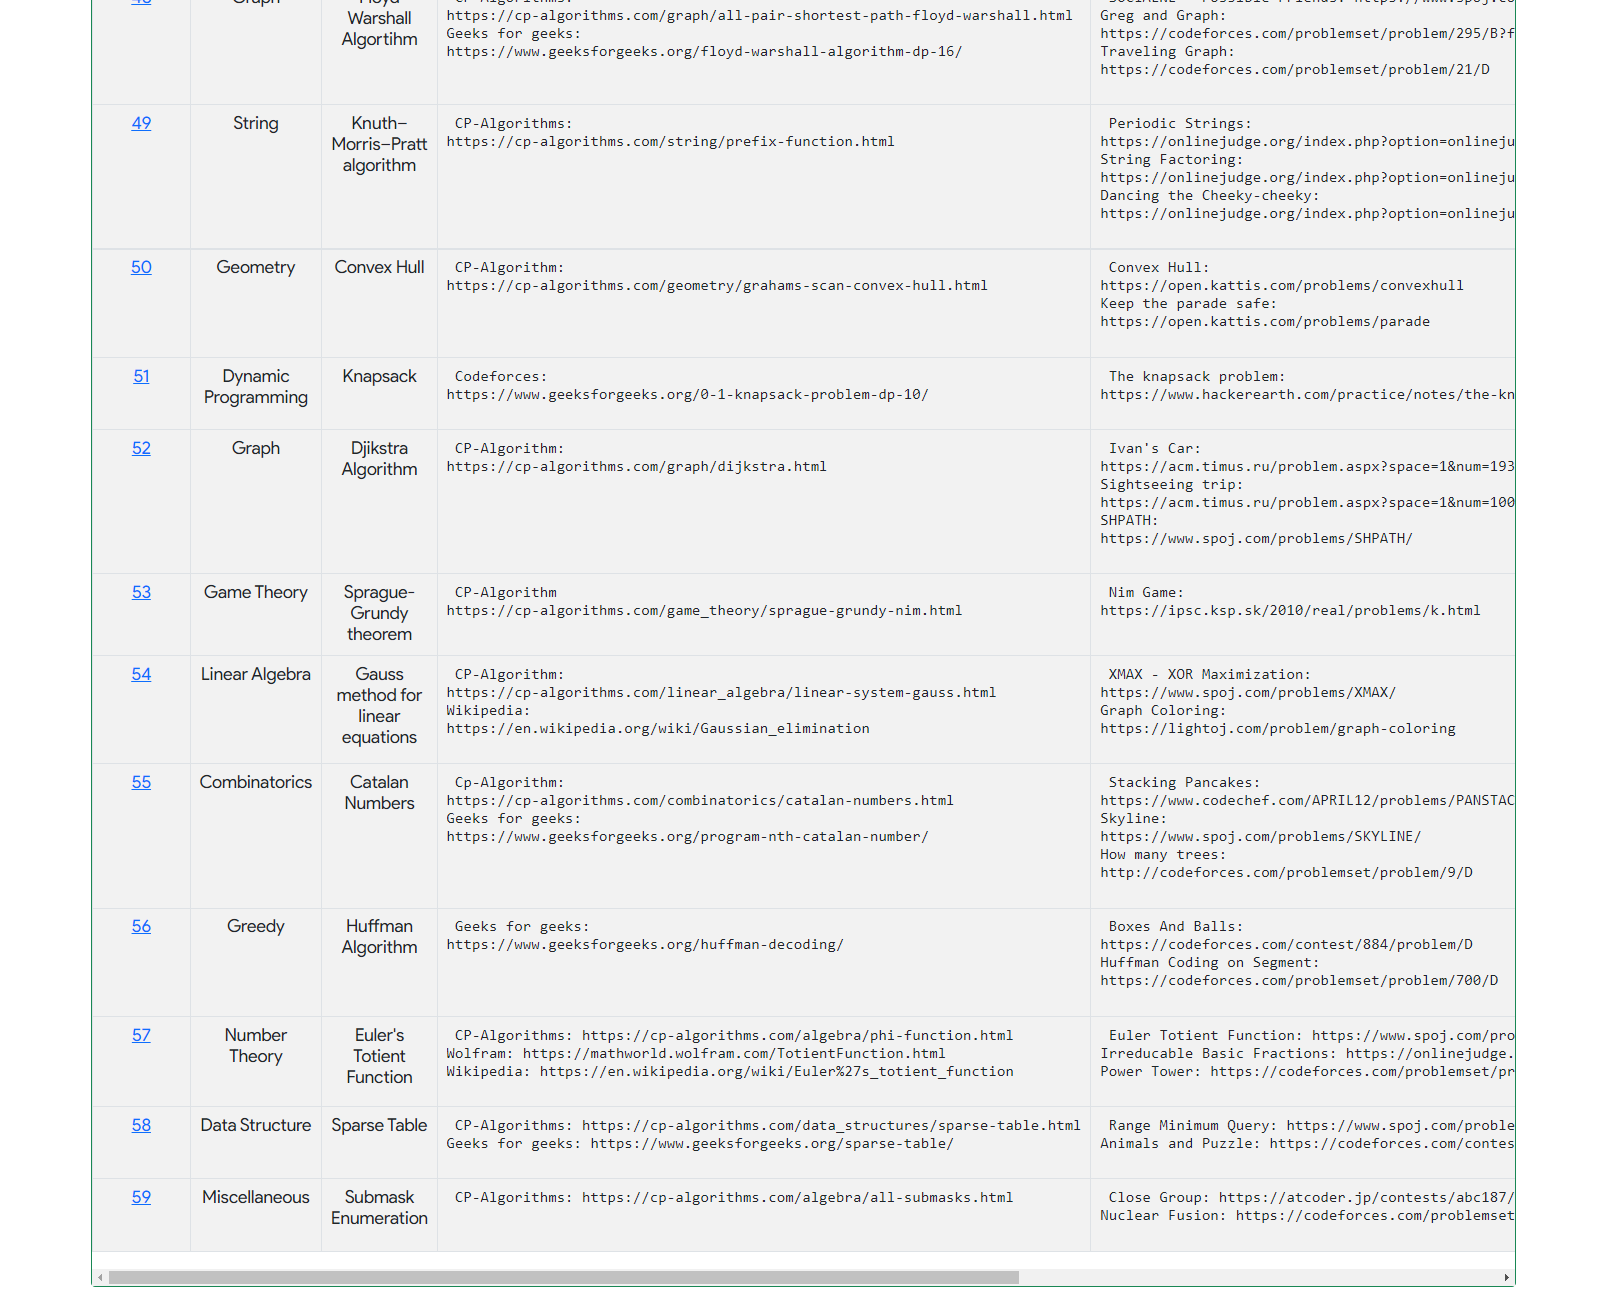 Warshall
Algortihm
https://cp-algorithms.com/graph/all-pair-shortest-path-floyd-warshall.html
Geeks for geeks:
https://www.geeksforgeeks.org/floyd-warshall-algorithm-dp-16/
Greg and Graph:
https://codeforces.com/problemset/problem/295/B?f
Traveling Graph:
https://codeforces.com/problemset/problem/21/D
49
String
Knuth–
Morris–Pratt
algorithm
CP-Algorithms:
https://cp-algorithms.com/string/prefix-function.html
Periodic Strings:
https://onlinejudge.org/index.php?option=onlineju
String Factoring:
https://onlinejudge.org/index.php?option=onlineju
Dancing the Cheeky-cheeky:
https://onlinejudge.org/index.php?option=onlineju
50
Geometry
Convex Hull
CP-Algorithm:
https://cp-algorithms.com/geometry/grahams-scan-convex-hull.html
Convex Hull:
https://open.kattis.com/problems/convexhull
Keep the parade safe:
https://open.kattis.com/problems/parade
51
Dynamic
Programming
Knapsack
Codeforces:
https://www.geeksforgeeks.org/0-1-knapsack-problem-dp-10/
The knapsack problem:
https://www.hackerearth.com/practice/notes/the-kn
52
Graph
Djikstra
Algorithm
CP-Algorithm:
https://cp-algorithms.com/graph/dijkstra.html
Ivan's Car:
https://acm.timus.ru/problem.aspx?space=1&num=193
Sightseeing trip:
https://acm.timus.ru/problem.aspx?space=1&num=100
SHPATH:
https://www.spoj.com/problems/SHPATH/
53
Game Theory
Sprague-
Grundy
theorem
CP-Algorithm
https://cp-algorithms.com/game_theory/sprague-grundy-nim.html
Nim Game:
https://ipsc.ksp.sk/2010/real/problems/k.html
54
Linear Algebra
Gauss
method for
linear
equations
CP-Algorithm:
https://cp-algorithms.com/linear_algebra/linear-system-gauss.html
Wikipedia:
https://en.wikipedia.org/wiki/Gaussian_elimination
XMAX - XOR Maximization:
https://www.spoj.com/problems/XMAX/
Graph Coloring:
https://lightoj.com/problem/graph-coloring
55
Combinatorics
Catalan
Numbers
Cp-Algorithm:
https://cp-algorithms.com/combinatorics/catalan-numbers.html
Geeks for geeks:
https://www.geeksforgeeks.org/program-nth-catalan-number/
Stacking Pancakes:
https://www.codechef.com/APRIL12/problems/PANSTAC
Skyline:
https://www.spoj.com/problems/SKYLINE/
How many trees:
http://codeforces.com/problemset/problem/9/D
56
Greedy
Huffman
Algorithm
Geeks for geeks:
https://www.geeksforgeeks.org/huffman-decoding/
Boxes And Balls:
https://codeforces.com/contest/884/problem/D
Huffman Coding on Segment:
https://codeforces.com/problemset/problem/700/D
57
Number
Theory
Euler's
Totient
Function
CP-Algorithms: https://cp-algorithms.com/algebra/phi-function.html
Wolfram: https://mathworld.wolfram.com/TotientFunction.html
Wikipedia: https://en.wikipedia.org/wiki/Euler%27s_totient_function
Euler Totient Function: https://www.spoj.com/pro
Irreducable Basic Fractions: https://onlinejudge.
Power Tower: https://codeforces.com/problemset/pr
58
Data Structure
Sparse Table
CP-Algorithms: https://cp-algorithms.com/data_structures/sparse-table.html
Geeks for geeks: https://www.geeksforgeeks.org/sparse-table/
Range Minimum Query: https://www.spoj.com/proble
Animals and Puzzle: https://codeforces.com/contes
59
Miscellaneous
Submask
Enumeration
CP-Algorithms: https://cp-algorithms.com/algebra/all-submasks.html
Close Group: https://atcoder.jp/contests/abc187/
Nuclear Fusion: https://codeforces.com/problemset